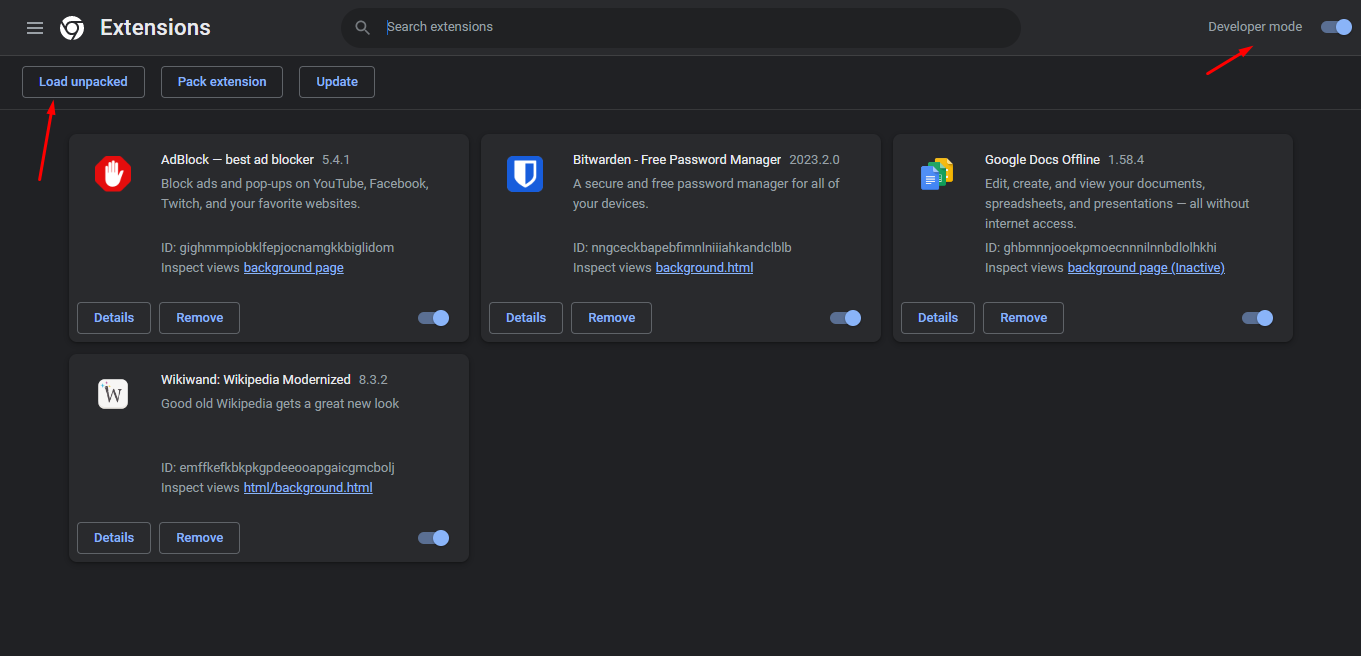 Extensions
Search extensions
Developer mode
Load unpacked
Pack extension
Update
AdBlock — best ad blocker 5.4.1
Block ads and pop-ups on YouTube, Facebook,
Twitch, and your favorite websites.
ID: gighmmpiobklfepjocnamgkkbiglidom
Inspect views background page
Details
Remove
Bitwarden - Free Password Manager 2023.2.0
A secure and free password manager for all of
your devices.
ID: nngceckbapebfimnlniiiahkandclblb
Inspect views background.html
Details
Remove
Google Docs Offline 1.58.4
Edit, create, and view your documents,
spreadsheets, and presentations — all without
internet access.
ID: ghbmnnjooekpmoecnnnilnnbdlolhkhi
Inspect views background page (Inactive)
Details
Remove
W
Wikiwand: Wikipedia Modernized 8.3.2
Good old Wikipedia gets a great new look
ID: emffkefkbkpkgpdeeooapgaicgmcbolj
Inspect views html/background.html
Details
Remove